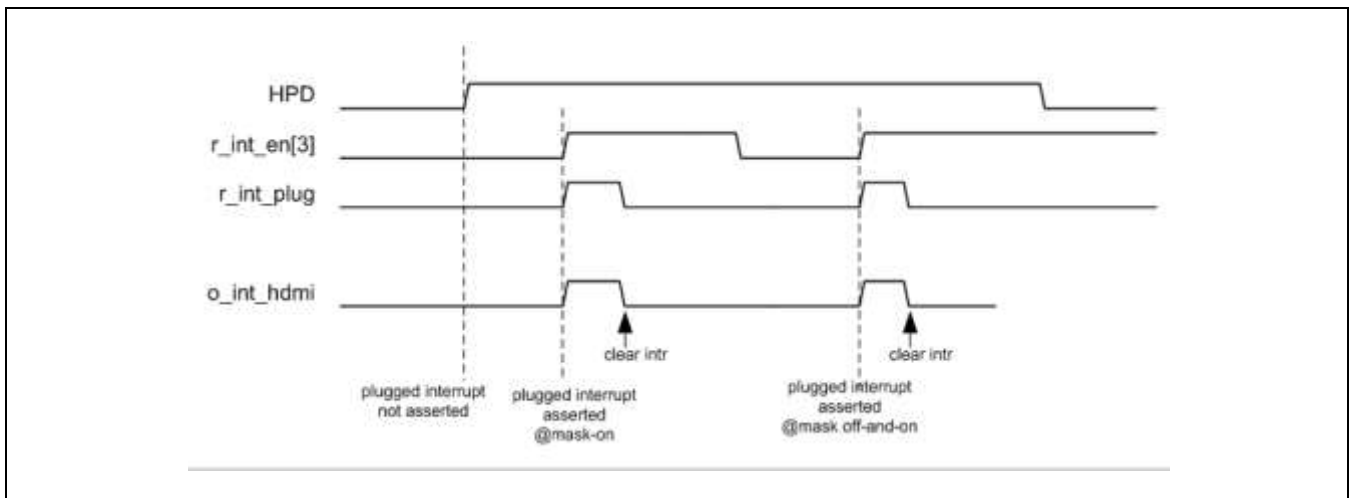 HPD
r_int_en[3]
r_int_plug
o_int_hdmi
clear intr
clear intr
plugged interrupt
not asserted
plugged interrupt
asserted
@mask-on
plugged interrupt
asserted
@mask off-and-on